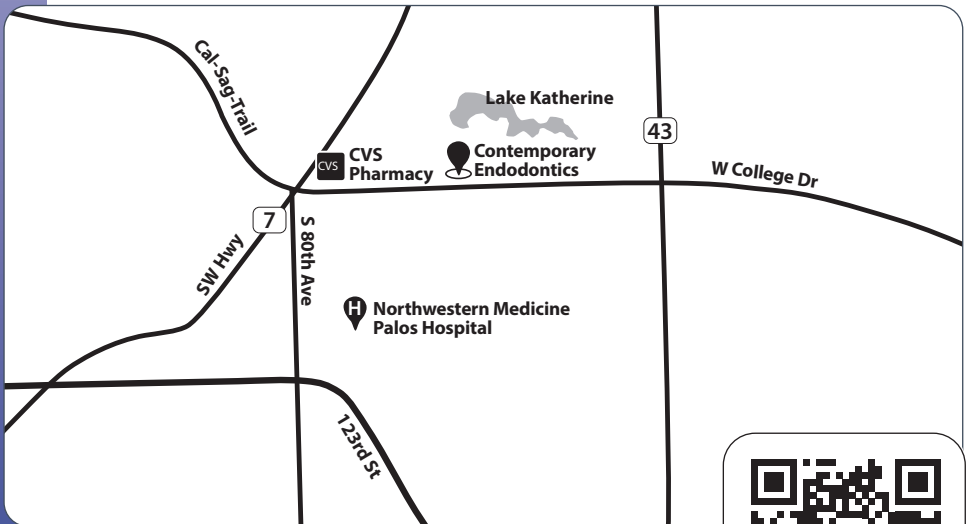 Cal-Sag-Trail
Lake Katherine
43
CVS
CVS
Pharmacy
Contemporary
Endodontics
W College Dr
7
S 80th Ave
SW Hwy
H
Northwestern Medicine
Palos Hospital
123rd St